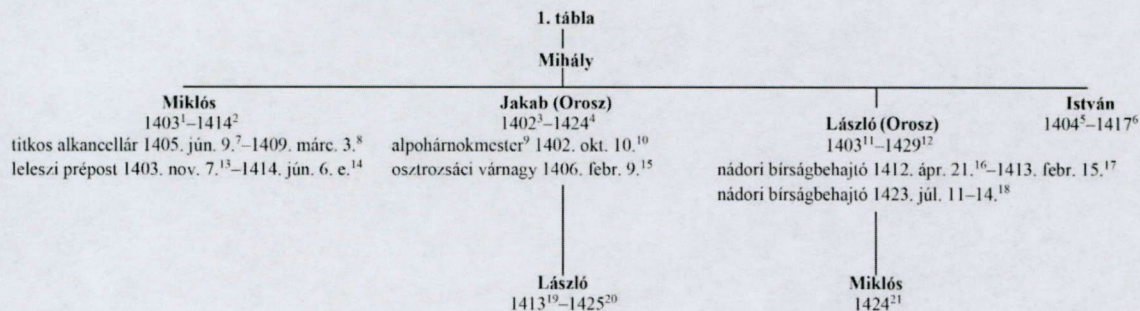 1. tábla
Mihály
Miklós
1403¹–1414²
titkos alkancellár 1405. jún. 9.⁷–1409. márc. 3.⁸
leleszi prépost 1403. nov. 7.¹³–1414. jún. 6. e.¹⁴
Jakab (Orosz)
1402³–1424⁴
alpohárnokmester⁹ 1402. okt. 10.¹⁰
osztrozsáci várnagy 1406. febr. 9.¹⁵
László (Orosz)
1403¹¹–1429¹²
nádori bírságbehajtó 1412. ápr. 21.¹⁶–1413. febr. 15.¹⁷
nádori bírságbehajtó 1423. júl. 11–14.¹⁸
István
1404⁵–1417⁶
László
1413¹⁹–1425²⁰
Miklós
1424²¹